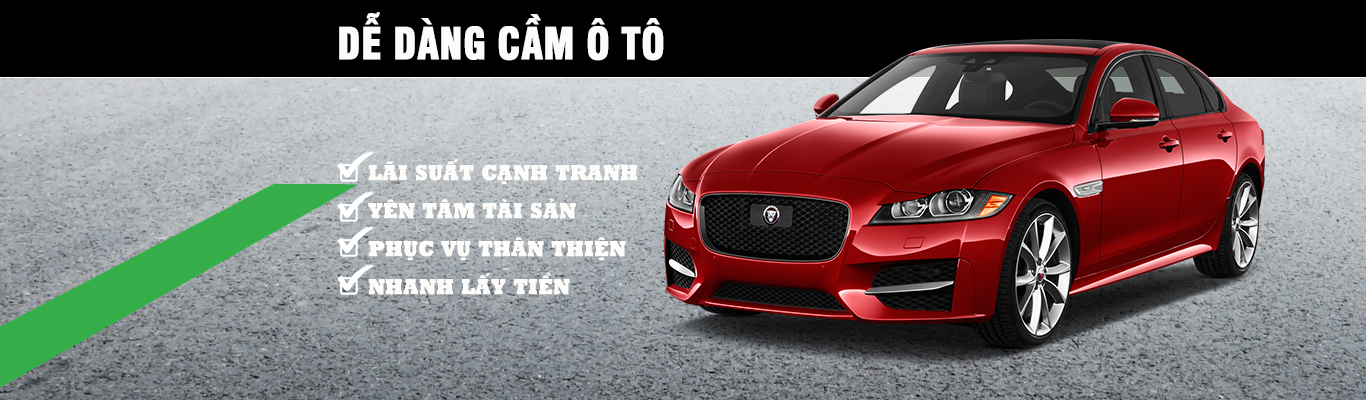 DỄ DÀNG CẦM Ô TÔ
LÃI SUẤT CẠNH TRANH
YÊN TÂM TÀI SẢN
PHỤC VỤ THÂN THIỆN
NHANH LẤY TIỀN